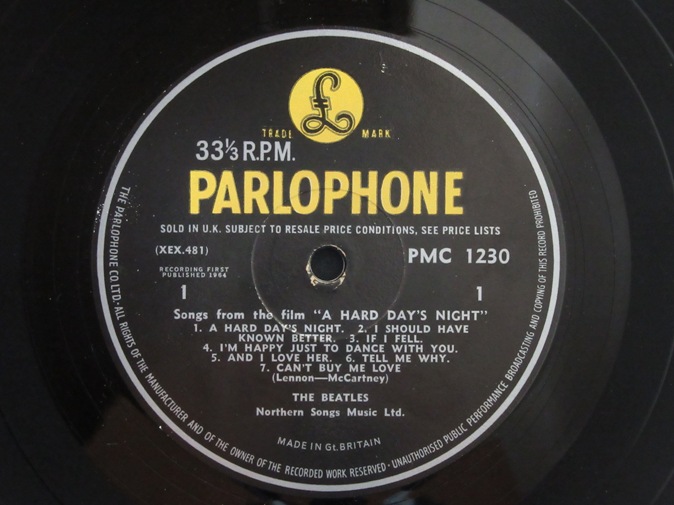 £
TRADE MARK
33⅓ R.P.M.
PARLOPHONE
SOLD IN U.K. SUBJECT TO RESALE PRICE CONDITIONS, SEE PRICE LISTS
(XEX.481)
PMC 1230
RECORDING FIRST
PUBLISHED 1964
1 1
Songs from the film "A HARD DAY'S NIGHT"
1. A HARD DAY'S NIGHT. 2. I SHOULD HAVE
KNOWN BETTER. 3. IF I FELL.
4. I'M HAPPY JUST TO DANCE WITH YOU.
5. AND I LOVE HER. 6. TELL ME WHY.
7. CAN'T BUY ME LOVE
(Lennon—McCartney)
THE BEATLES
Northern Songs Music Ltd.
MADE IN Gt. BRITAIN
THE PARLOPHONE CO. LTD. · ALL RIGHTS OF THE MANUFACTURER AND OF THE OWNER OF THE RECORDED WORK RESERVED · UNAUTHORISED PUBLIC PERFORMANCE BROADCASTING AND COPYING OF THIS RECORD PROHIBITED